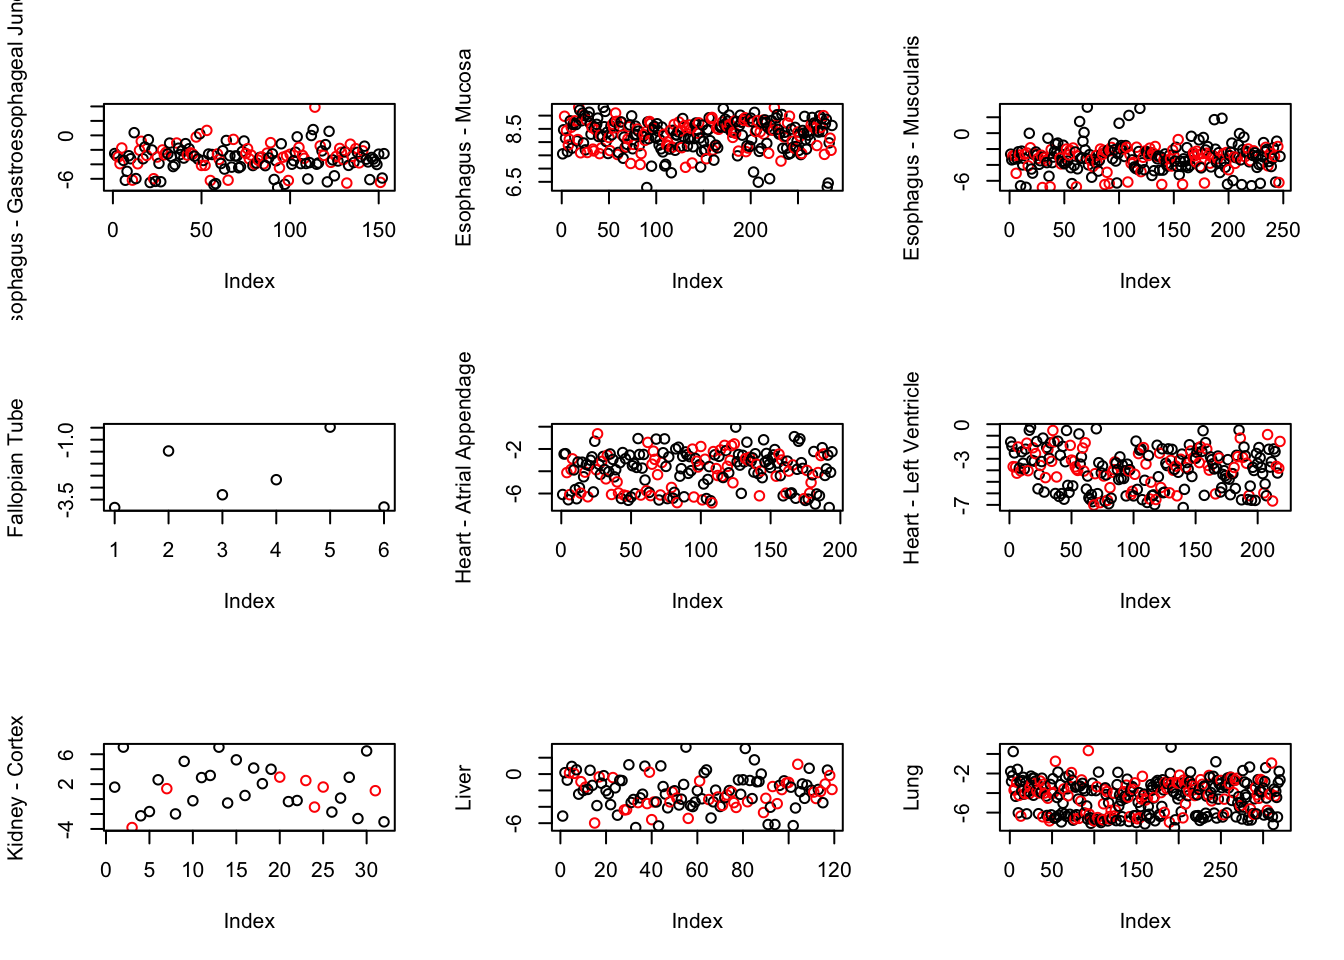 sophagus - Gastroesophageal Junc
0
-6
0 50 100 150
Index
Esophagus - Mucosa
8.5
6.5
0 50 100 200
Index
Esophagus - Muscularis
0
-6
0 50 100 150 200 250
Index
Fallopian Tube
-1.0
-3.5
1 2 3 4 5 6
Index
Heart - Atrial Appendage
-2
-6
0 50 100 150 200
Index
Heart - Left Ventricle
0
-3
-7
0 50 100 150 200
Index
Kidney - Cortex
6
2
-4
0 5 10 15 20 25 30
Index
Liver
0
-6
0 20 40 60 80 120
Index
Lung
-2
-6
0 50 150 250
Index